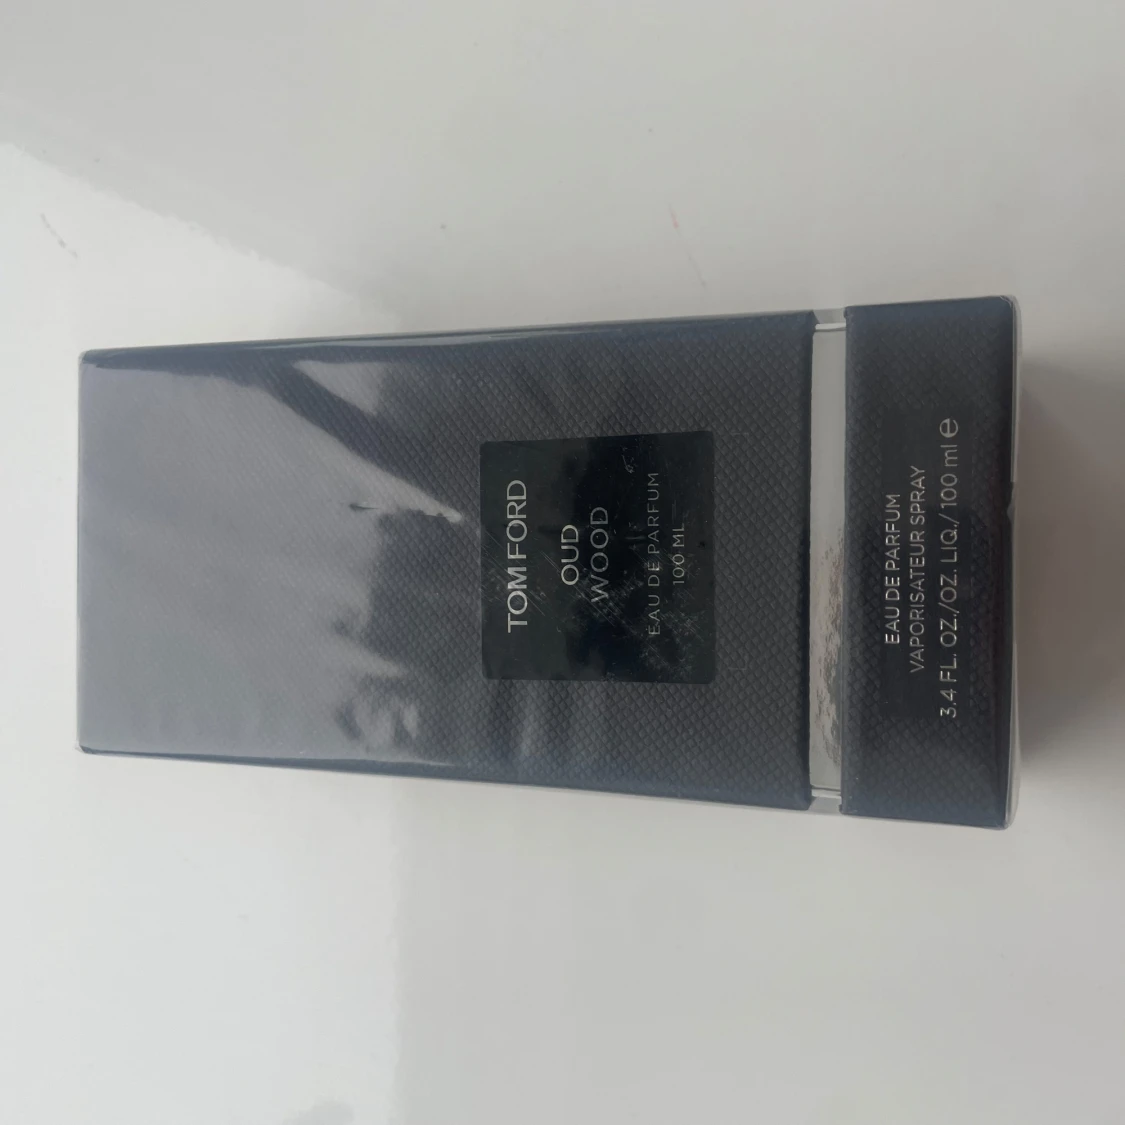 TOM FORD
OUD
WOOD
EAU DE PARFUM
100 ML
EAU DE PARFUM
VAPORISATEUR SPRAY
3.4 FL. OZ./OZ. LIQ./ 100 ml ℮